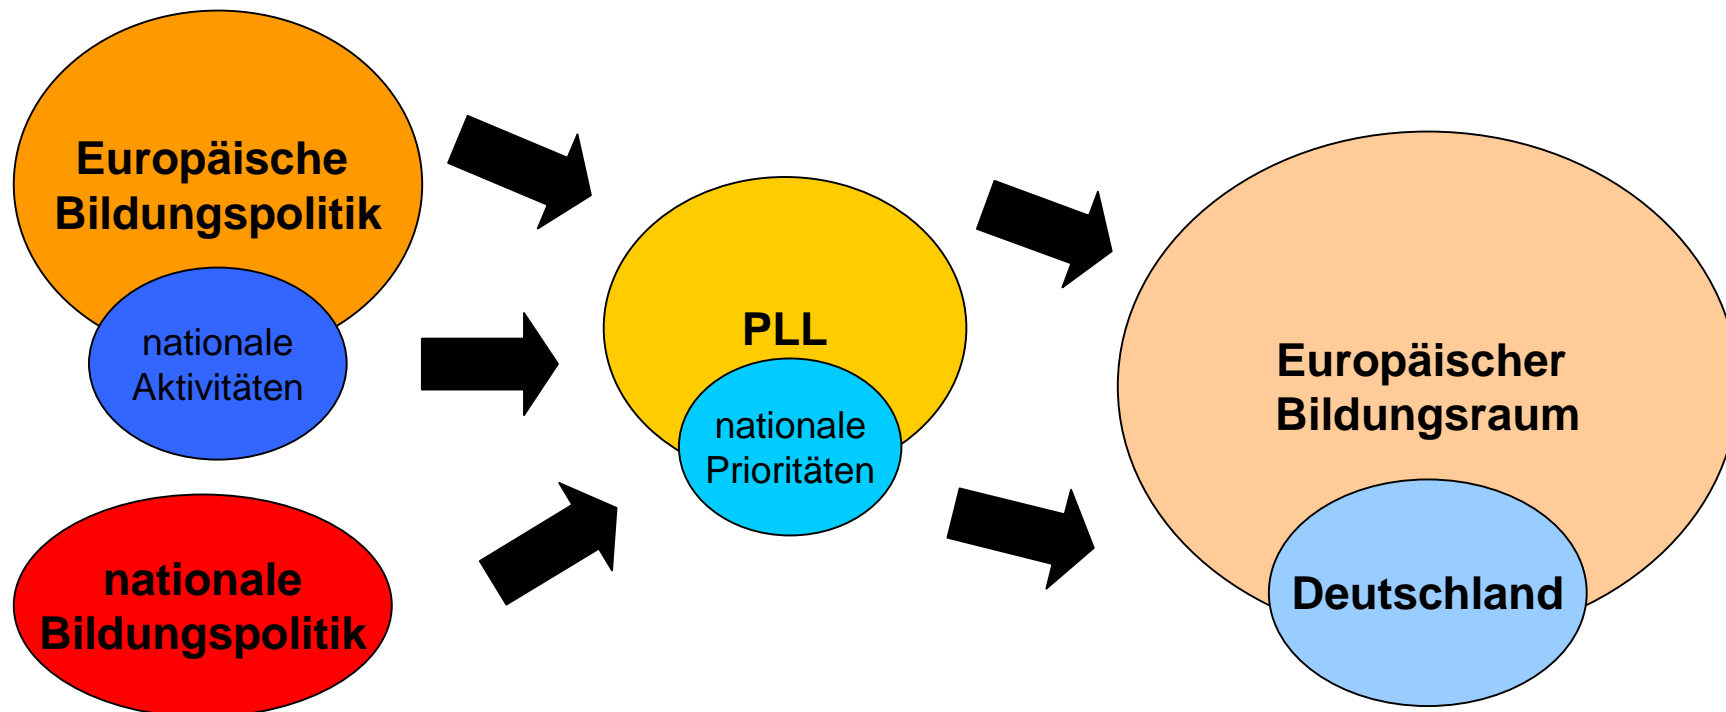 Europäische
Bildungspolitik
nationale
Aktivitäten
nationale
Bildungspolitik
PLL
nationale
Prioritäten
Europäischer
Bildungsraum
Deutschland